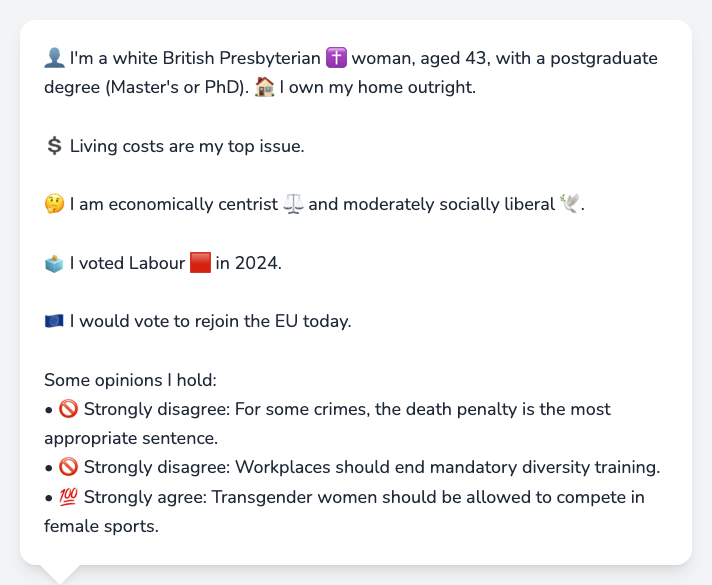 👤 I'm a white British Presbyterian ✝️ woman, aged 43, with a postgraduate
degree (Master's or PhD). 🏠 I own my home outright.
💲 Living costs are my top issue.
🤔 I am economically centrist ⚖️ and moderately socially liberal 🕊️.
🗳️ I voted Labour 🟥 in 2024.
🇪🇺 I would vote to rejoin the EU today.
Some opinions I hold:
• 🚫 Strongly disagree: For some crimes, the death penalty is the most
appropriate sentence.
• 🚫 Strongly disagree: Workplaces should end mandatory diversity training.
• 💯 Strongly agree: Transgender women should be allowed to compete in
female sports.